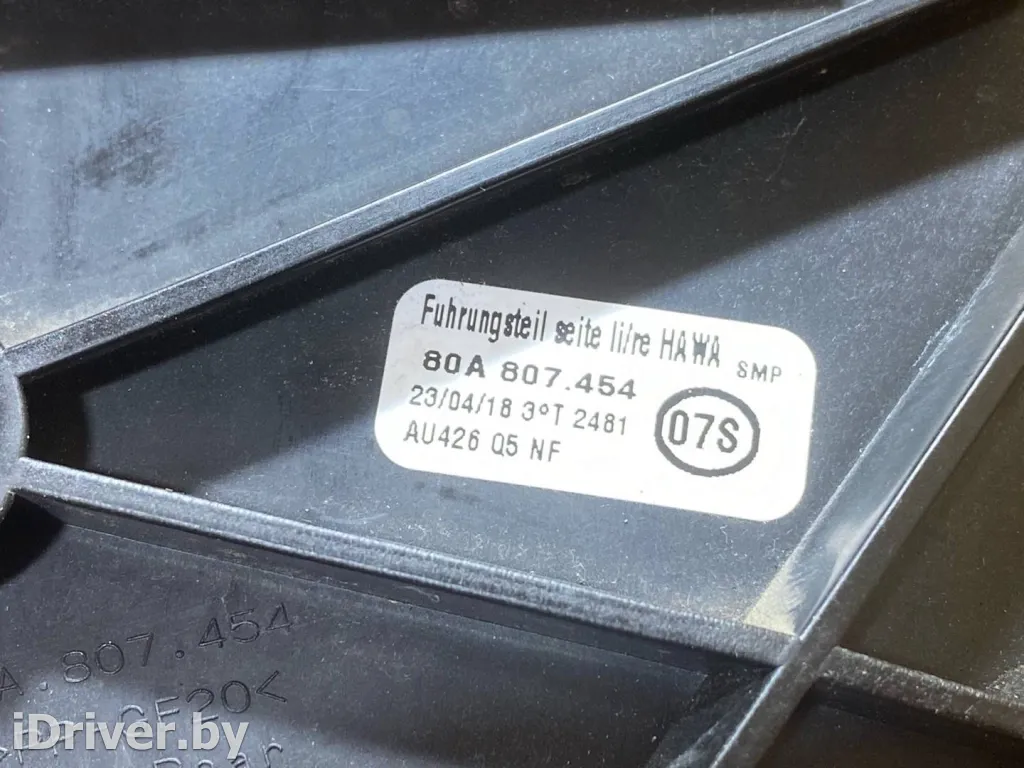 Fuhrungsteil seite li/re HAWA SMP
80A 807.454
23/04/18 3°T 2481
07S
AU426 Q5 NF
A.807.454
GF20<
iDriver.by